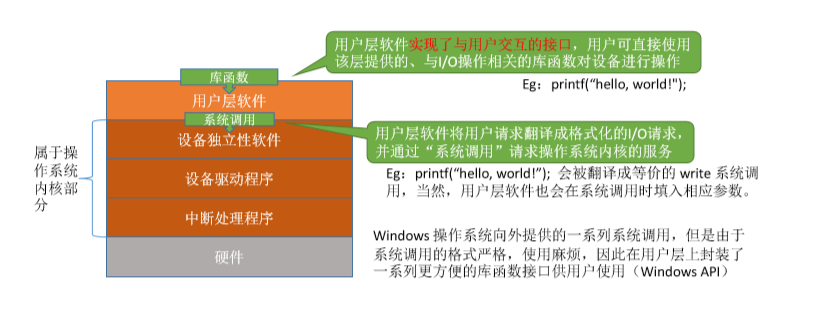 用户层软件实现了与用户交互的接口，用户可直接使用
该层提供的、与I/O操作相关的库函数对设备进行操作
库函数
Eg：printf(“hello, world!");
用户层软件
系统调用
设备独立性软件
用户层软件将用户请求翻译成格式化的I/O请求，
并通过“系统调用”请求操作系统内核的服务
属于操
作系统
内核部
分
设备驱动程序
Eg：printf(“hello, world!”); 会被翻译成等价的 write 系统调
用，当然，用户层软件也会在系统调用时填入相应参数。
中断处理程序
硬件
Windows 操作系统向外提供的一系列系统调用，但是由于
系统调用的格式严格，使用麻烦，因此在用户层上封装了
一系列更方便的库函数接口供用户使用（Windows API）